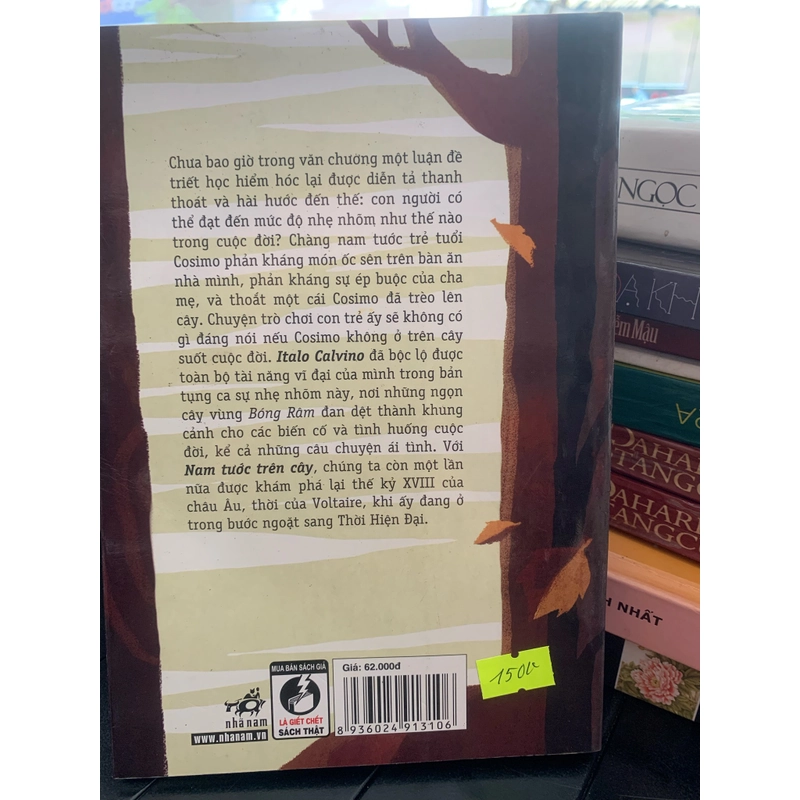 Chưa bao giờ trong văn chương một luận đề
triết học hiểm hóc lại được diễn tả thanh
thoát và hài hước đến thế: con người có
thể đạt đến mức độ nhẹ nhõm như thế nào
trong cuộc đời? Chàng nam tước trẻ tuổi
Cosimo phản kháng món ốc sên trên bàn ăn
nhà mình, phản kháng sự ép buộc của cha
mẹ, và thoắt một cái Cosimo đã trèo lên
cây. Chuyện trò chơi con trẻ ấy sẽ không có
gì đáng nói nếu Cosimo không ở trên cây
suốt cuộc đời. Italo Calvino đã bộc lộ được
toàn bộ tài năng vĩ đại của mình trong bản
tụng ca sự nhẹ nhõm này, nơi những ngọn
cây vùng Bóng Râm đan dệt thành khung
cảnh cho các biến cố và tình huống cuộc
đời, kể cả những câu chuyện ái tình. Với
Nam tước trên cây, chúng ta còn một lần
nữa được khám phá lại thế kỷ XVIII của
châu Âu, thời của Voltaire, khi ấy đang ở
trong bước ngoặt sang Thời Hiện Đại.
nhã nam
www.nhanam.vn
MUA BÁN SÁCH GIẢ
LÀ GIẾT CHẾT
SÁCH THẬT
Giá: 62.000đ
8 936024 913106
150k
NGỌC
ẠKH
ễm Mậu
RA
DAHAR
TANGO
DAHAR
TANGC
H NHẤT